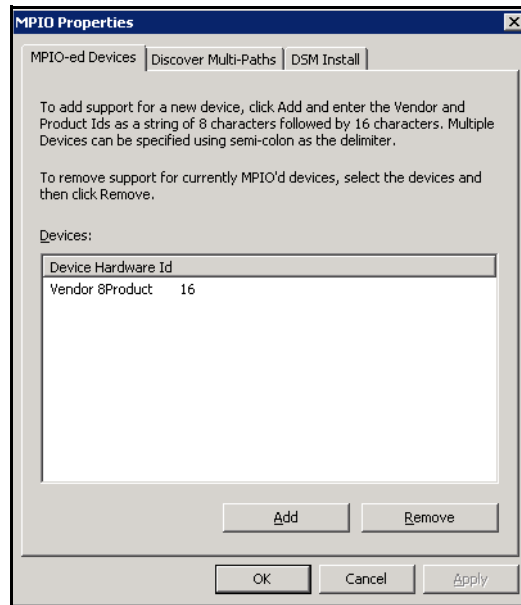 MPIO Properties
MPIO-ed Devices Discover Multi-Paths DSM Install
To add support for a new device, click Add and enter the Vendor and
Product Ids as a string of 8 characters followed by 16 characters. Multiple
Devices can be specified using semi-colon as the delimiter.
To remove support for currently MPIO'd devices, select the devices and
then click Remove.
Devices:
Device Hardware Id
Vendor 8Product 16
Add Remove
OK Cancel Apply